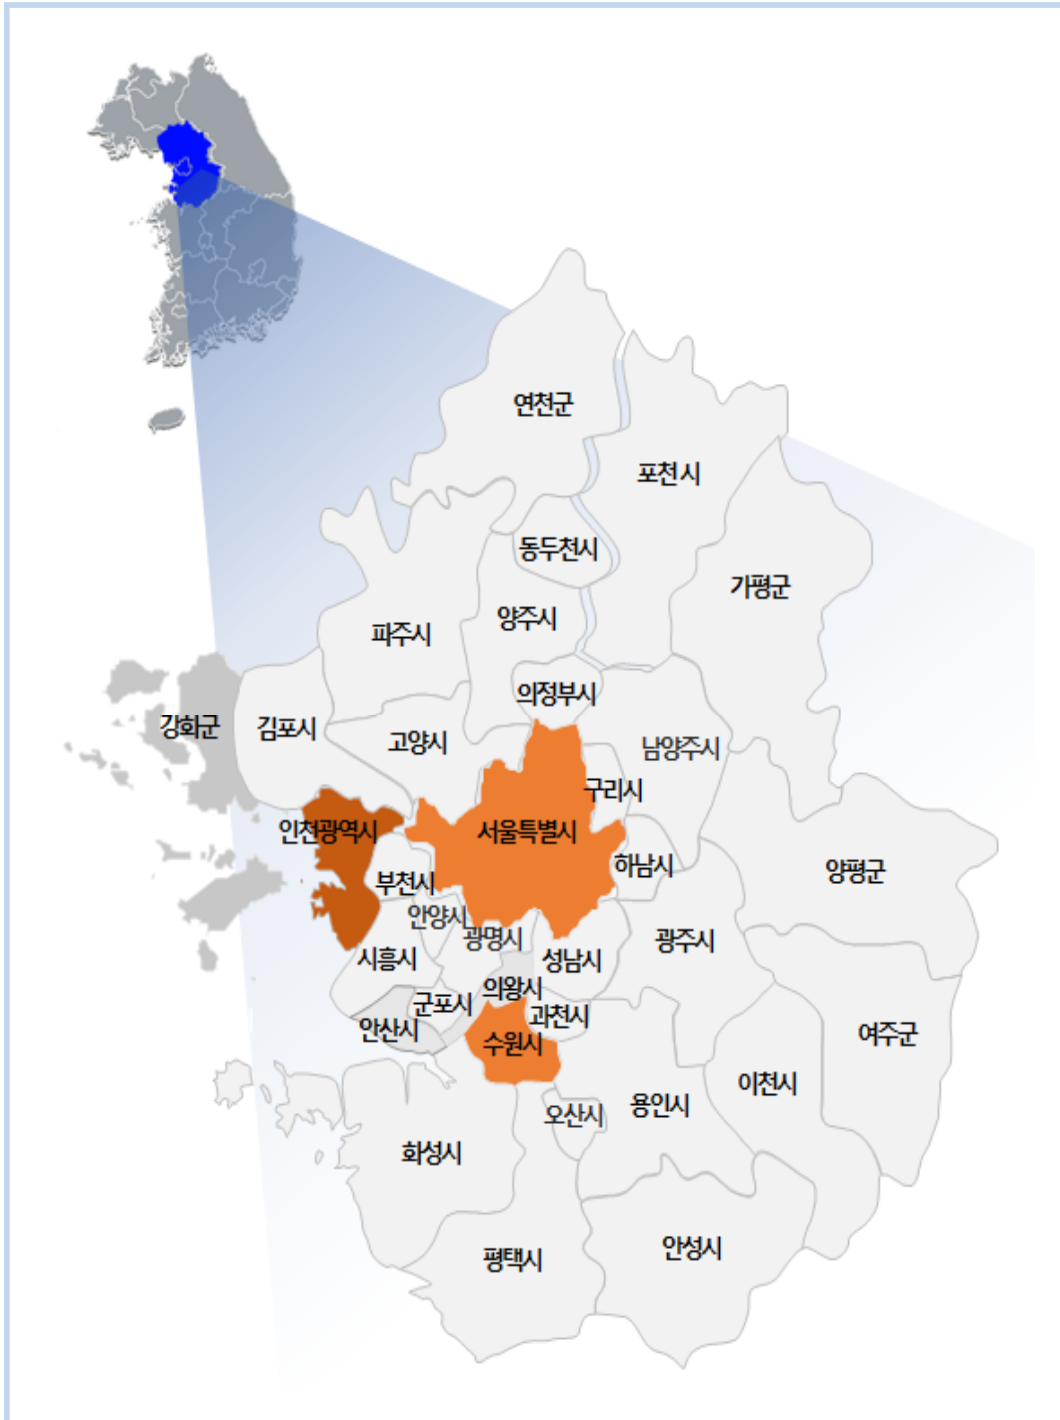 연천군
포천시
동두천시
가평군
양주시
파주시
의정부시
강화군
김포시
고양시
남양주시
구리시
인천광역시
서울특별시
하남시
양평군
부천시
안양시
광명시
광주시
시흥시
성남시
의왕시
군포시
과천시
안산시
수원시
여주군
이천시
용인시
오산시
화성시
안성시
평택시